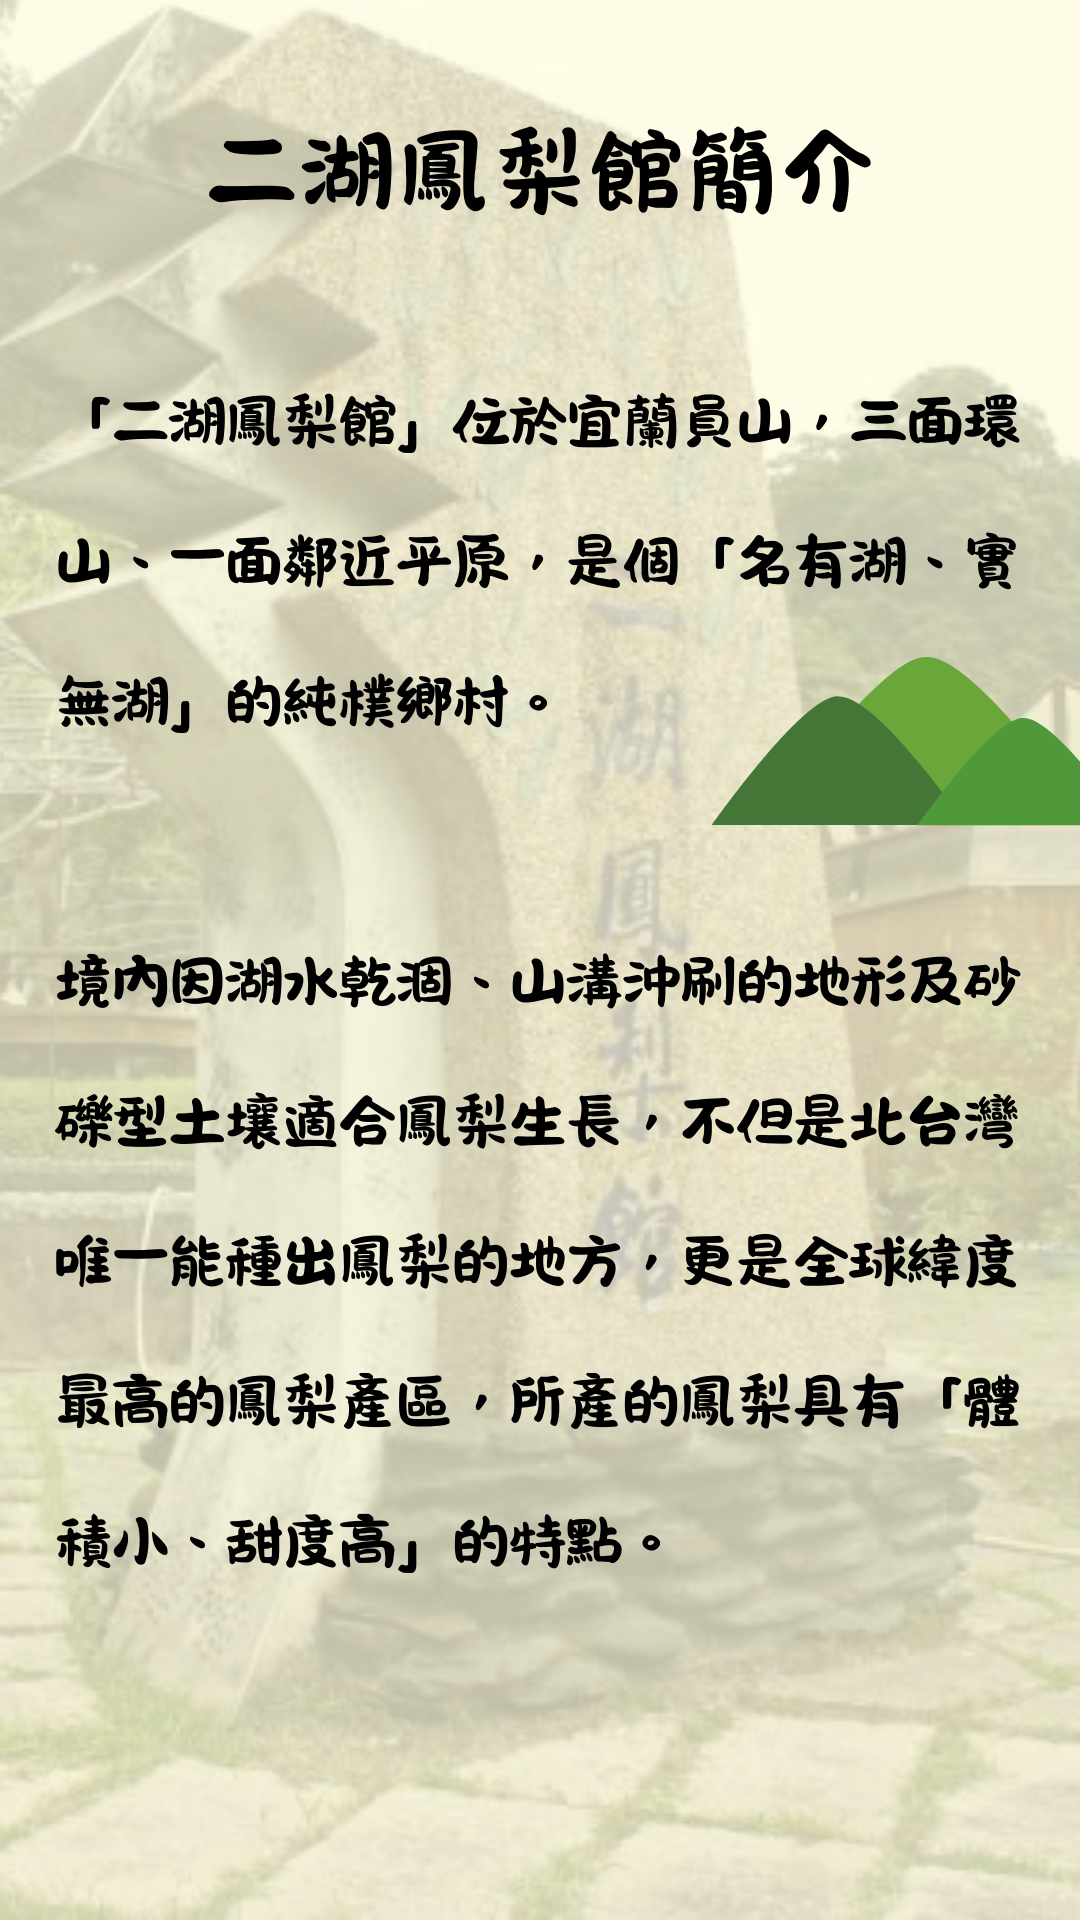 二湖鳳梨館簡介
「二湖鳳梨館」位於宜蘭員山，三面環
山、一面鄰近平原，是個「名有湖、實
無湖」的純樸鄉村。
境內因湖水乾涸、山溝沖刷的地形及砂
礫型土壤適合鳳梨生長，不但是北台灣
唯一能種出鳳梨的地方，更是全球緯度
最高的鳳梨產區，所產的鳳梨具有「體
積小、甜度高」的特點。
二湖鳳梨館